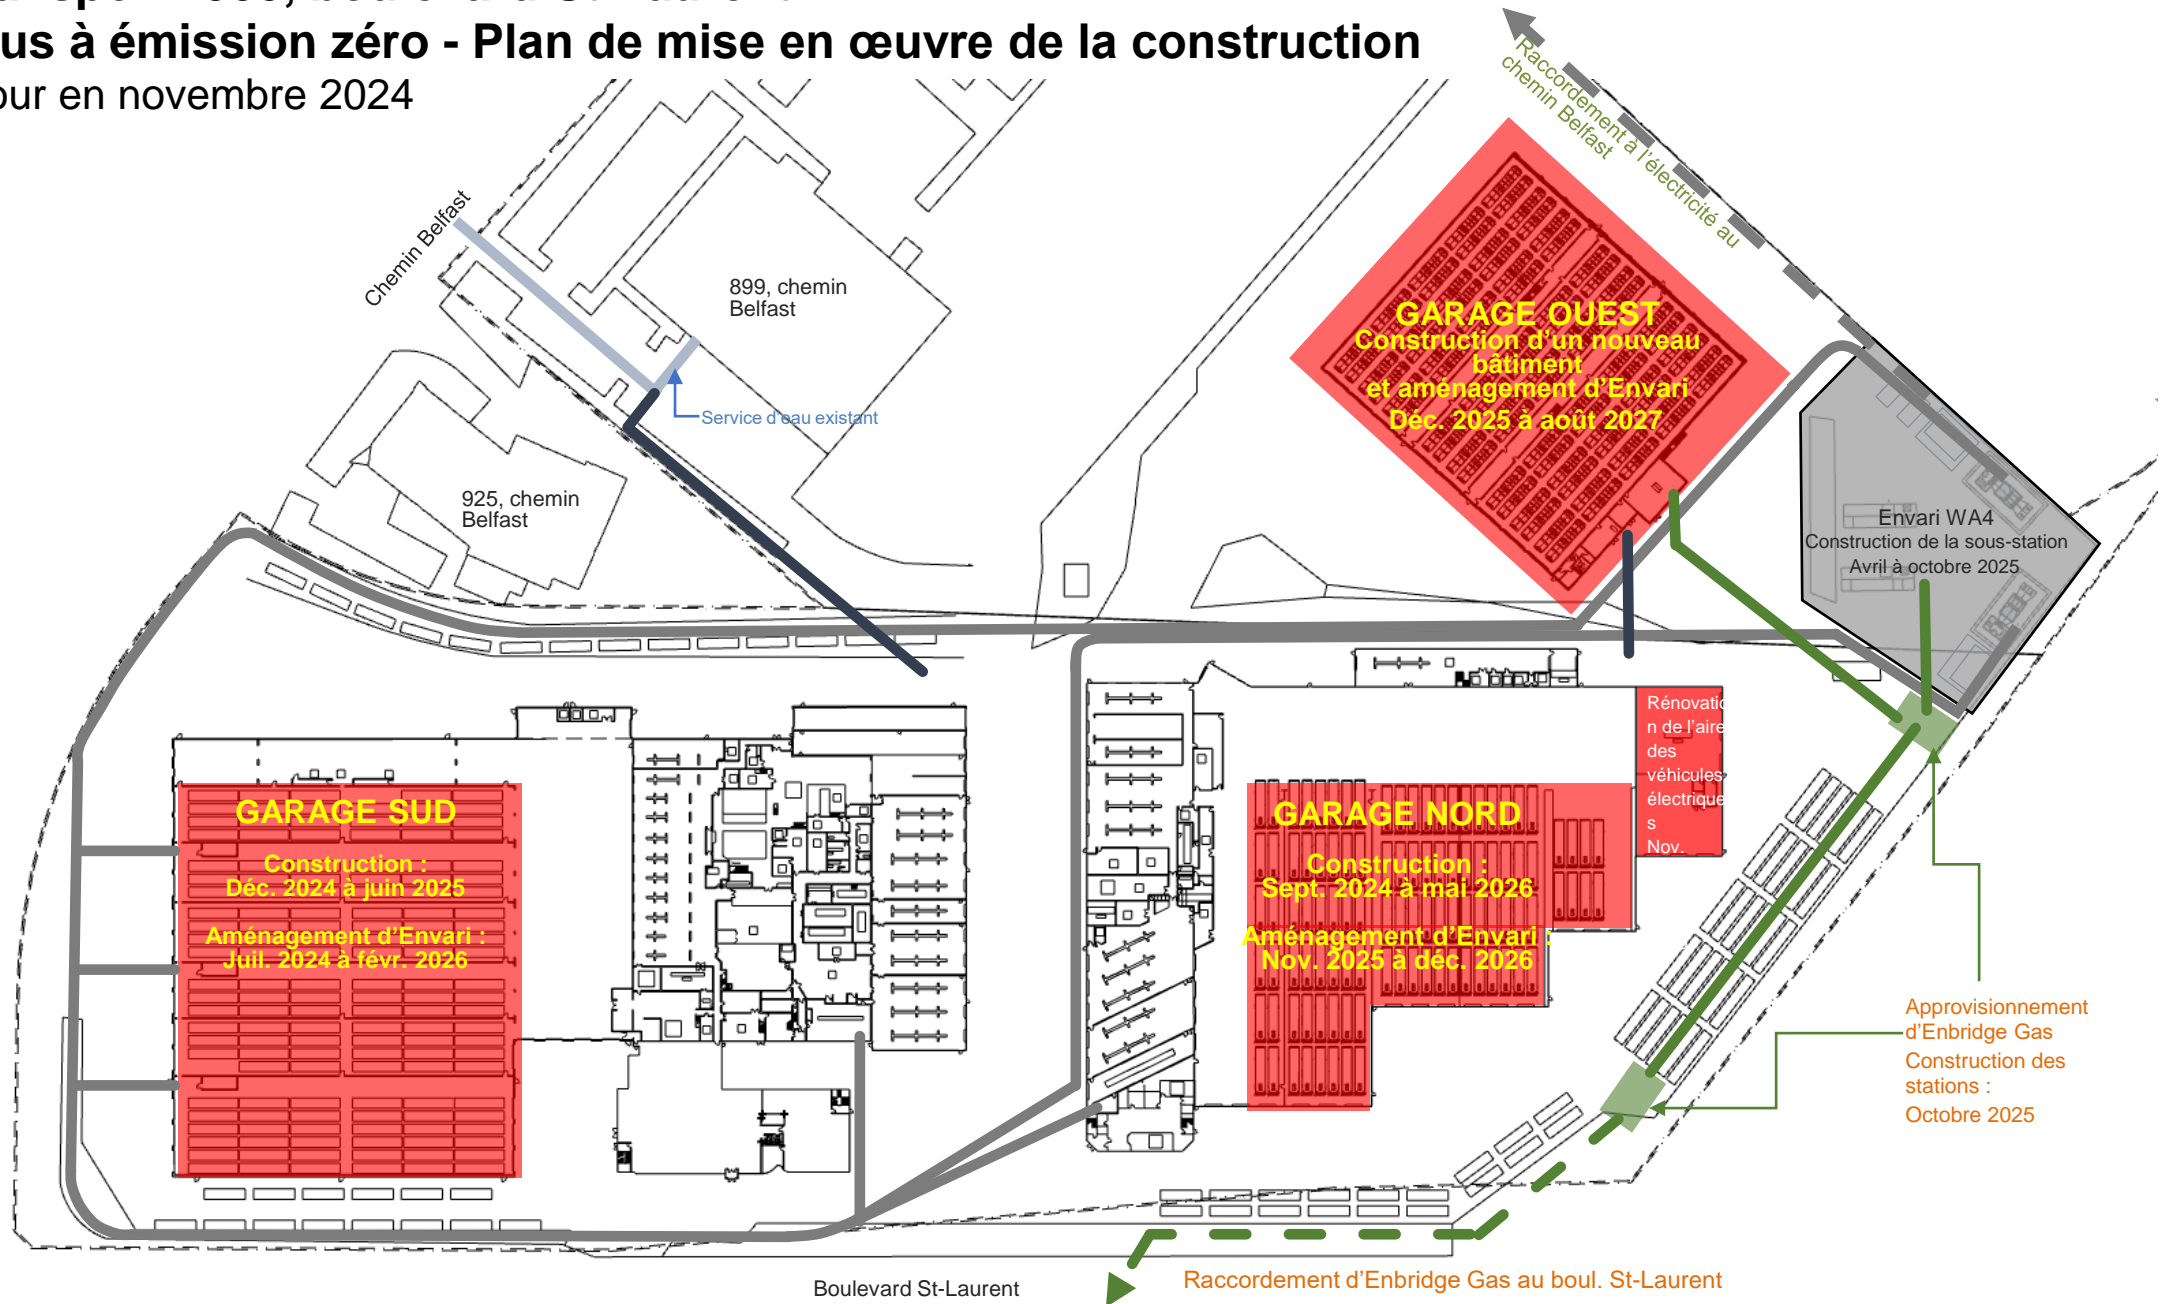 us à émission zéro - Plan de mise en œuvre de la construction
our en novembre 2024
Raccordement à l'électricité au
chemin Belfast
Chemin Belfast
899, chemin
Belfast
Service d'eau existant
925, chemin
Belfast
GARAGE OUEST
Construction d'un nouveau
bâtiment
et aménagement d'Envari
Déc. 2025 à août 2027
Envari WA4
Construction de la sous-station
Avril à octobre 2025
Rénovatio
n de l'aire
des
véhicules
électrique
s
Nov.
GARAGE SUD
Construction :
Déc. 2024 à juin 2025
Aménagement d'Envari :
Juil. 2024 à févr. 2026
GARAGE NORD
Construction :
Sept. 2024 à mai 2026
Aménagement d'Envari :
Nov. 2025 à déc. 2026
Approvisionnement
d'Enbridge Gas
Construction des
stations :
Octobre 2025
Boulevard St-Laurent
Raccordement d'Enbridge Gas au boul. St-Laurent